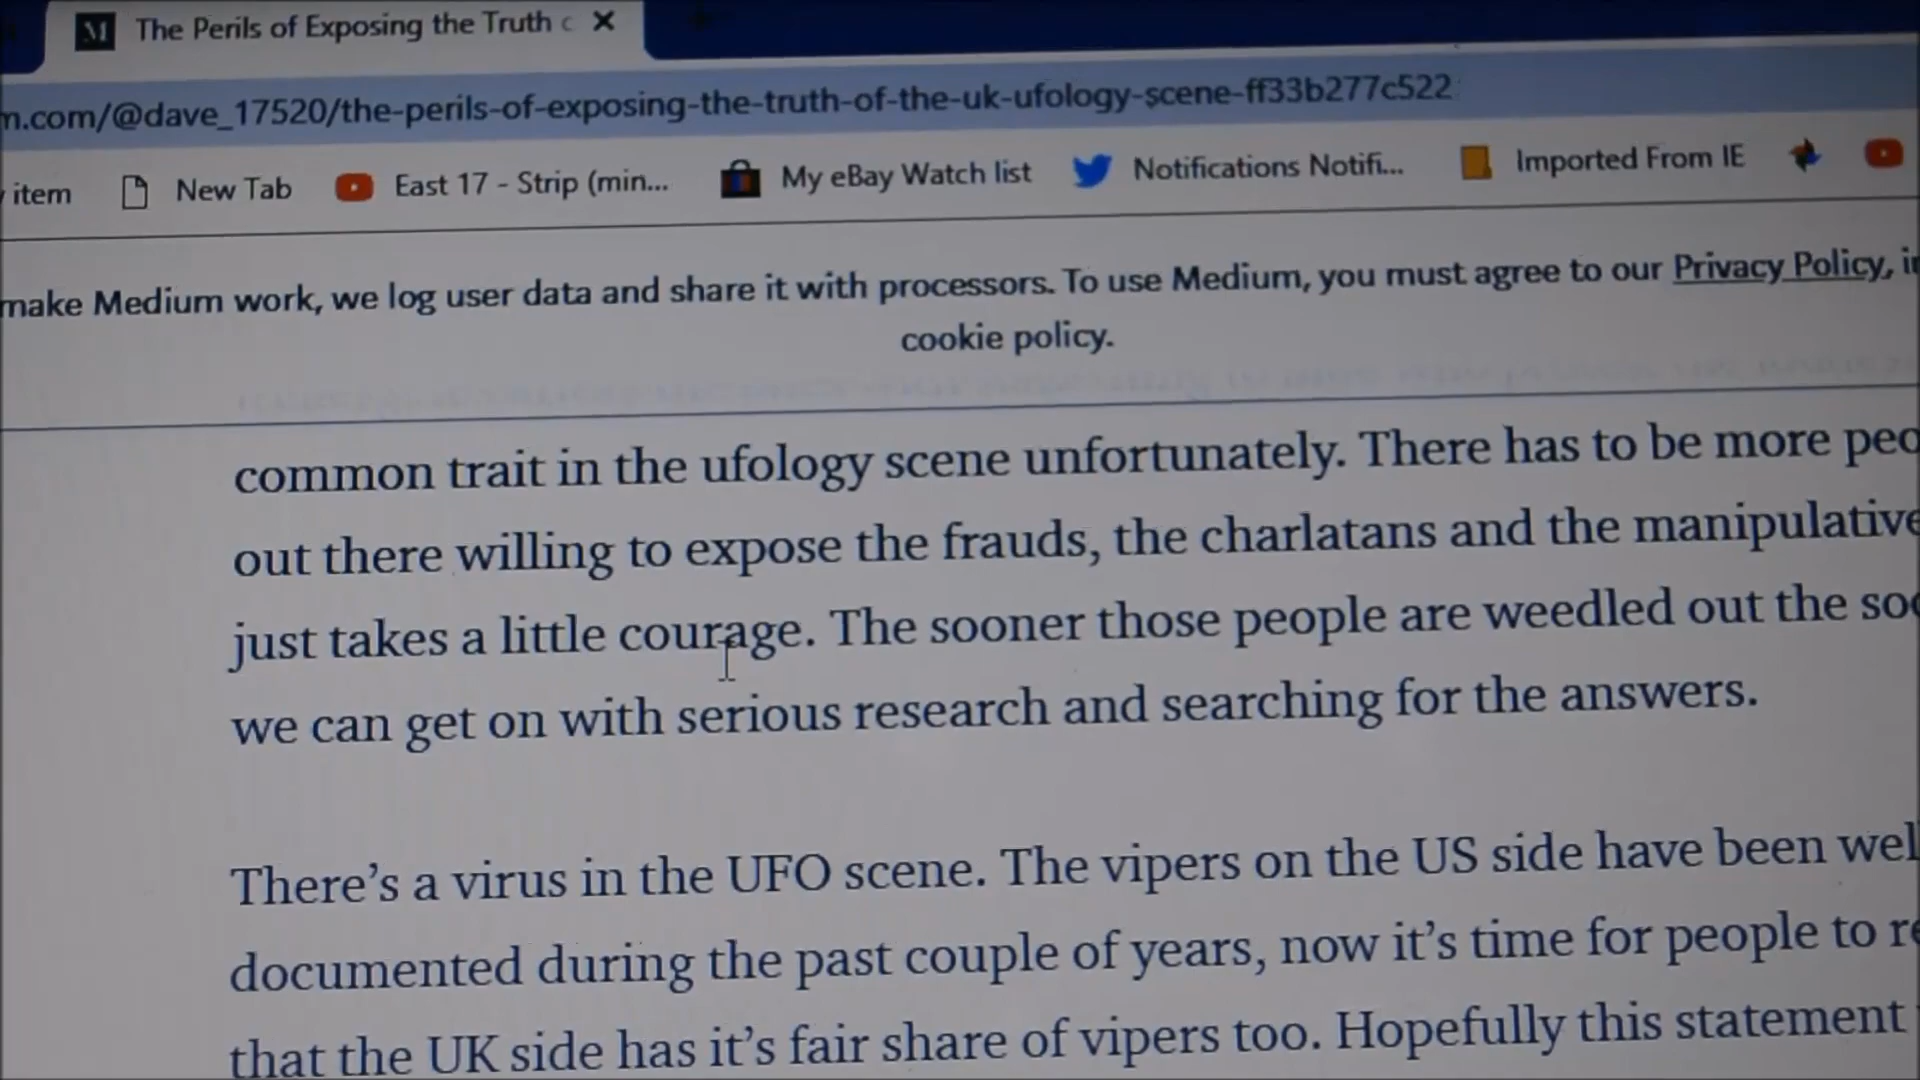 M The Perils of Exposing the Truth
m.com/@dave_17520/the-perils-of-exposing-the-truth-of-the-uk-ufology-scene-ff33b277c522
item New Tab East 17 - Strip (min... My eBay Watch list Notifications Notifi... Imported From IE
make Medium work, we log user data and share it with processors. To use Medium, you must agree to our Privacy Policy,
cookie policy.
common trait in the ufology scene unfortunately. There has to be more
out there willing to expose the frauds, the charlatans and the manipulative
just takes a little courage. The sooner those people are weedled out the
we can get on with serious research and searching for the answers.
There's a virus in the UFO scene. The vipers on the US side have been
documented during the past couple of years, now it's time for people to
that the UK side has it's fair share of vipers too. Hopefully this statement